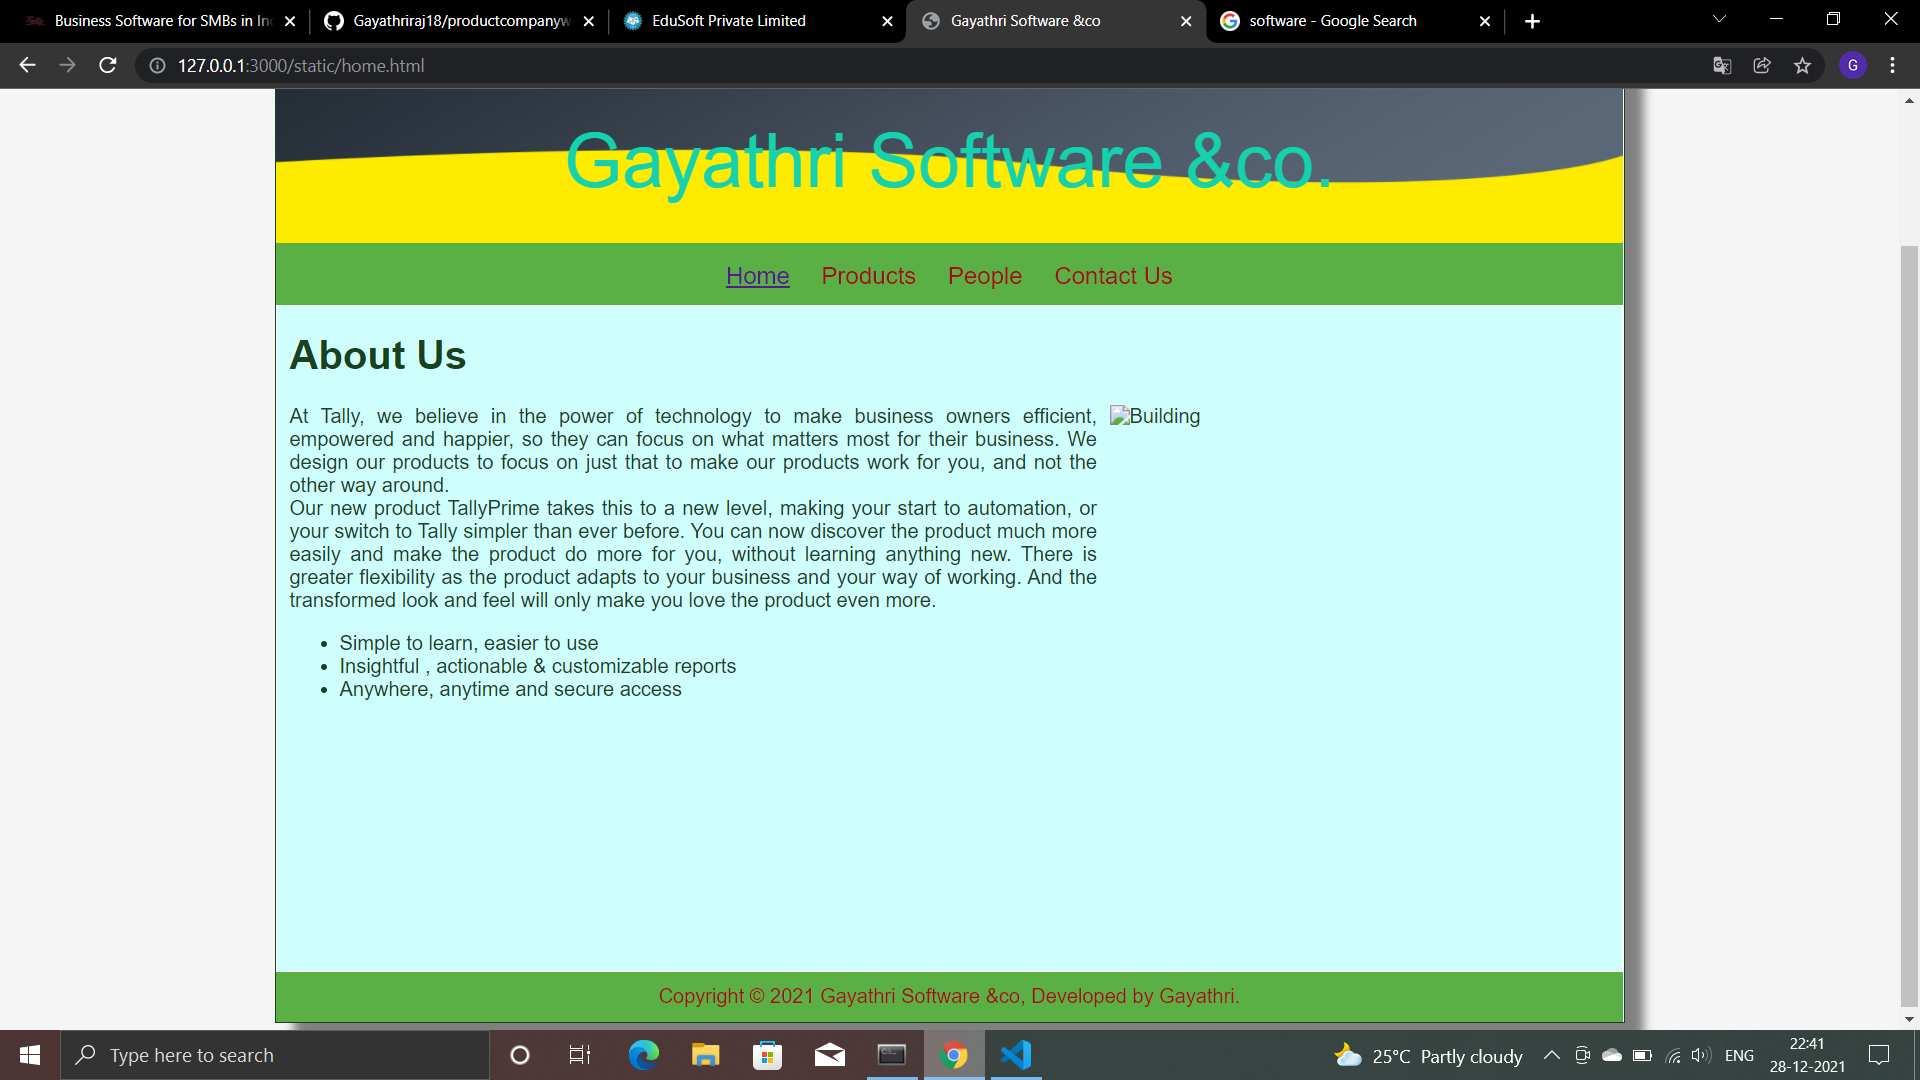 Business Software for SMBs in Inc
Gayathriraj18/productcompanyw
EduSoft Private Limited
Gayathri Software &co
software - Google Search
127.0.0.1:3000/static/home.html
G
Gayathri Software &co.
Home Products People Contact Us
About Us
At Tally, we believe in the power of technology to make business owners efficient,
empowered and happier, so they can focus on what matters most for their business. We
design our products to focus on just that to make our products work for you, and not the
other way around.
Our new product TallyPrime takes this to a new level, making your start to automation, or
your switch to Tally simpler than ever before. You can now discover the product much more
easily and make the product do more for you, without learning anything new. There is
greater flexibility as the product adapts to your business and your way of working. And the
transformed look and feel will only make you love the product even more.
Building
• Simple to learn, easier to use
• Insightful , actionable & customizable reports
• Anywhere, anytime and secure access
Copyright © 2021 Gayathri Software &co, Developed by Gayathri.
Type here to search
25°C Partly cloudy
ENG
22:41
28-12-2021